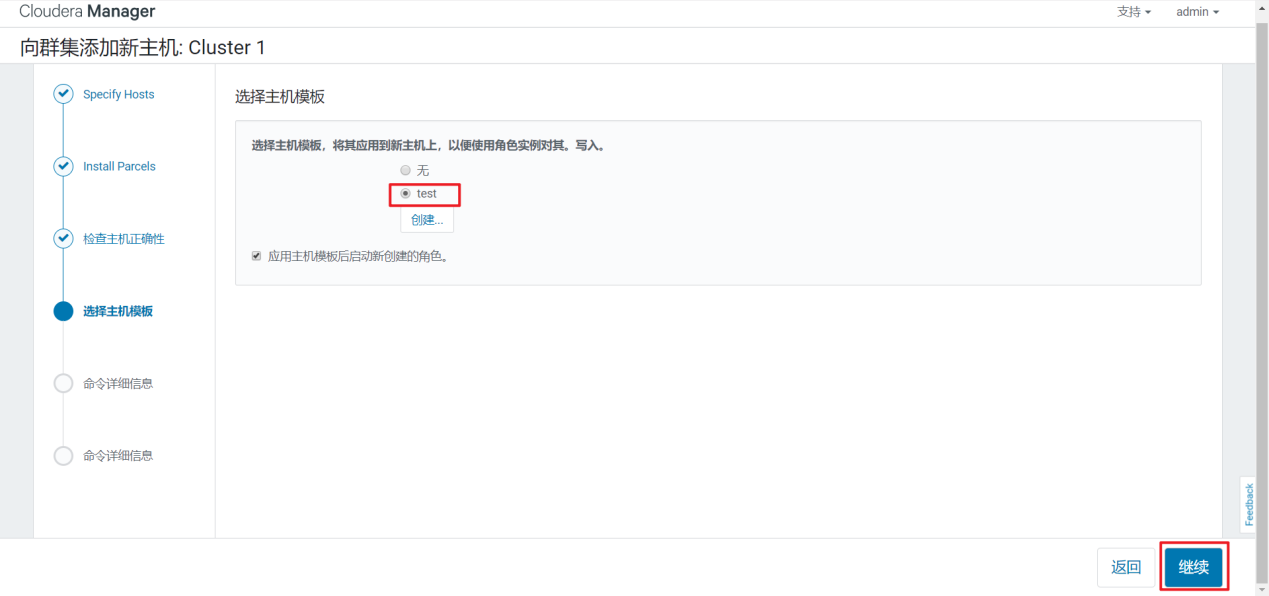 Cloudera Manager
支持 admin
向群集添加新主机: Cluster 1
Specify Hosts
Install Parcels
检查主机正确性
选择主机模板
命令详细信息
命令详细信息
选择主机模板
选择主机模板，将其应用到新主机上，以便使用角色实例对其。写入。
无
test
创建...
应用主机模板后启动新创建的角色。
Feedback
返回 继续